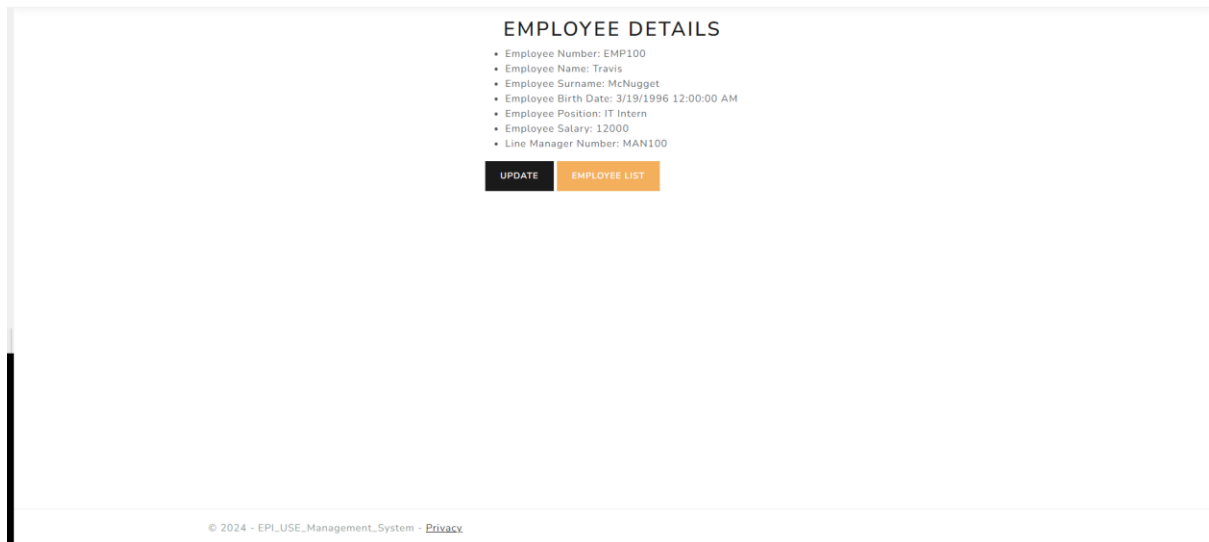 EMPLOYEE DETAILS
• Employee Number: EMP100
• Employee Name: Travis
• Employee Surname: McNugget
• Employee Birth Date: 3/19/1996 12:00:00 AM
• Employee Position: IT Intern
• Employee Salary: 12000
• Line Manager Number: MAN100
UPDATE EMPLOYEE LIST
© 2024 - EPI_USE_Management_System - Privacy